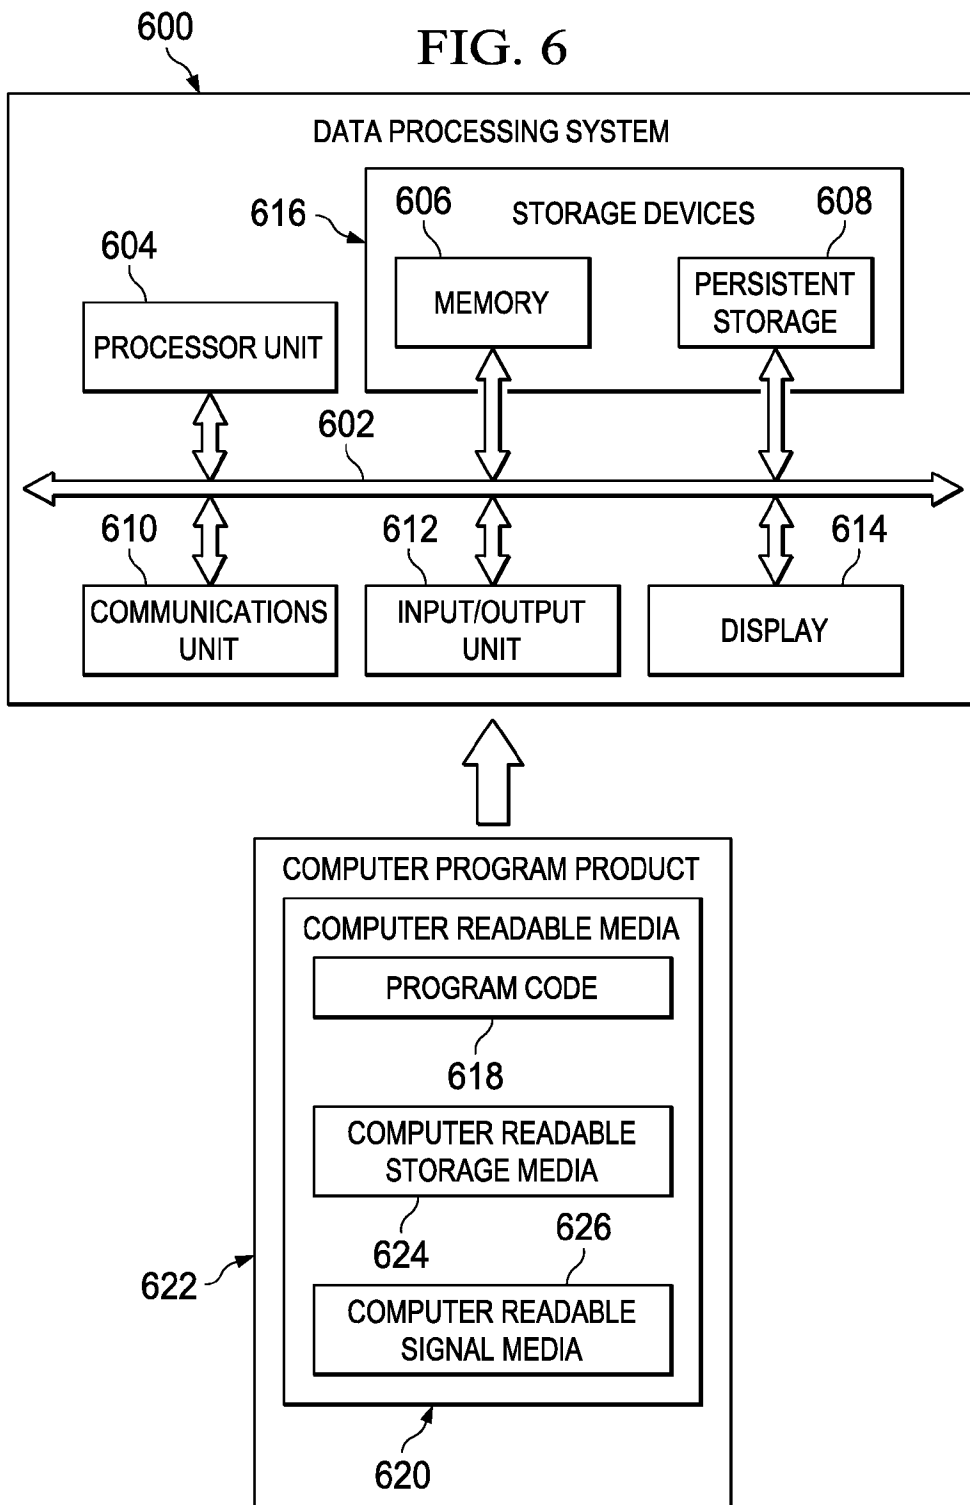 FIG. 6
600
DATA PROCESSING SYSTEM
616
606
STORAGE DEVICES
608
604
MEMORY
PERSISTENT
STORAGE
PROCESSOR UNIT
602
610
612
614
COMMUNICATIONS
UNIT
INPUT/OUTPUT
UNIT
DISPLAY
COMPUTER PROGRAM PRODUCT
COMPUTER READABLE MEDIA
PROGRAM CODE
618
COMPUTER READABLE
STORAGE MEDIA
624
626
622
COMPUTER READABLE
SIGNAL MEDIA
620